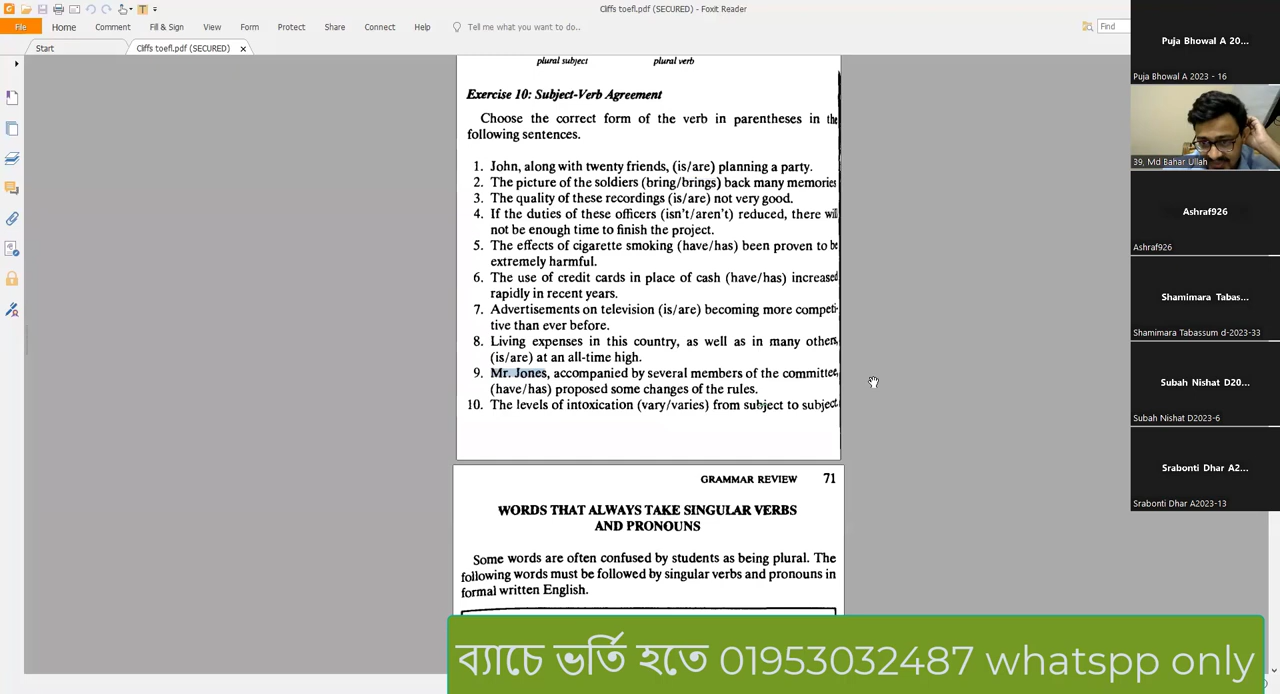 Cliffs toefl.pdf (SECURED) - Foxit Reader
File Home Comment Fill & Sign View Form Protect Share Connect Help Tell me what you want to do.. Find
Start Cliffs toefl.pdf (SECURED)
plural subject plural verb
Exercise 10: Subject-Verb Agreement
Choose the correct form of the verb in parentheses in the
following sentences.
1. John, along with twenty friends, (is/are) planning a party.
2. The picture of the soldiers (bring/brings) back many memories
3. The quality of these recordings (is/are) not very good.
4. If the duties of these officers (isn't/aren't) reduced, there will
not be enough time to finish the project.
5. The effects of cigarette smoking (have/has) been proven to be
extremely harmful.
6. The use of credit cards in place of cash (have/has) increased
rapidly in recent years.
7. Advertisements on television (is/are) becoming more competi-
tive than ever before.
8. Living expenses in this country, as well as in many others,
(is/are) at an all-time high.
9. Mr. Jones, accompanied by several members of the committee,
(have/has) proposed some changes of the rules.
10. The levels of intoxication (vary/varies) from subject to subject.
GRAMMAR REVIEW 71
WORDS THAT ALWAYS TAKE SINGULAR VERBS
AND PRONOUNS
Some words are often confused by students as being plural. The
following words must be followed by singular verbs and pronouns in
formal written English.
Puja Bhowal A 20...
Puja Bhowal A 2023 - 16
39, Md Bahar Ullah
Ashraf926
Ashraf926
Shamimara Tabas...
Shamimara Tabassum d-2023-33
Subah Nishat D20...
Subah Nishat D2023-6
Srabonti Dhar A2...
Srabonti Dhar A2023-13
ব্যাচে ভর্তি হতে 01953032487 whatspp only